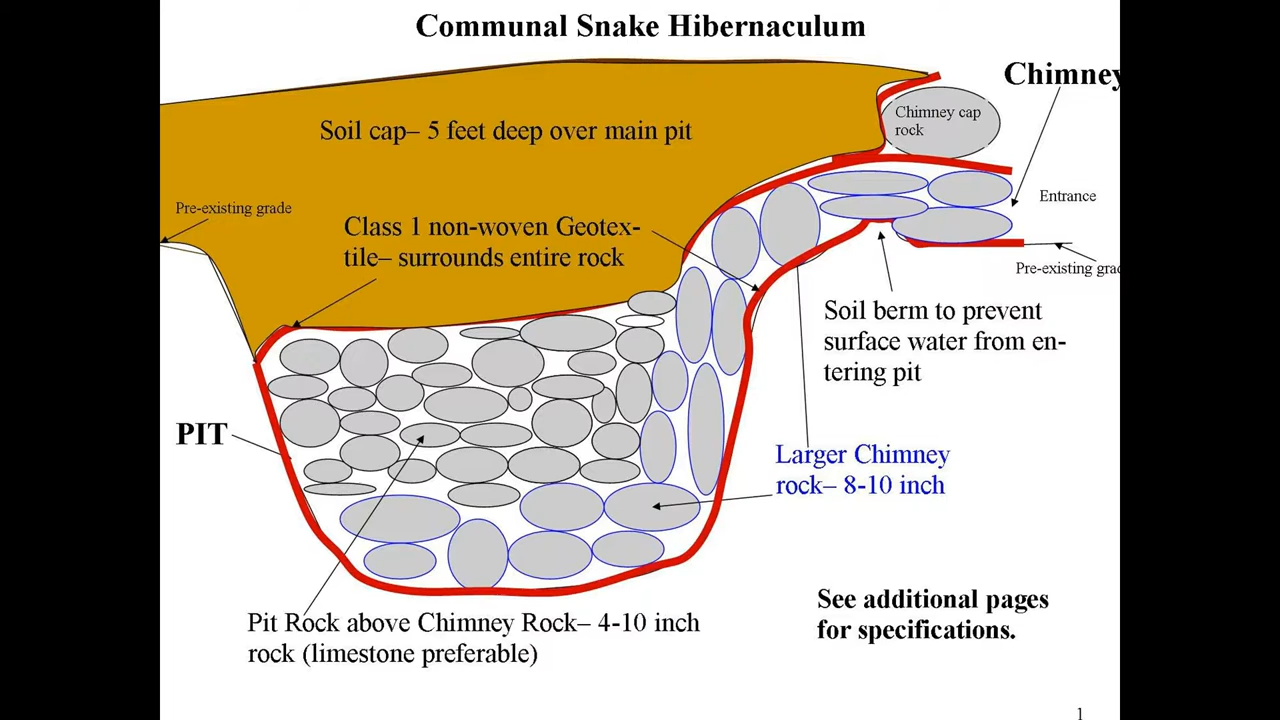 Communal Snake Hibernaculum
Chimney
Chimney cap
rock
Soil cap– 5 feet deep over main pit
Entrance
Pre-existing grade
Class 1 non-woven Geotex-
tile– surrounds entire rock
Pre-existing grad
Soil berm to prevent
surface water from en-
tering pit
PIT
Larger Chimney
rock– 8-10 inch
See additional pages
for specifications.
Pit Rock above Chimney Rock– 4-10 inch
rock (limestone preferable)
1